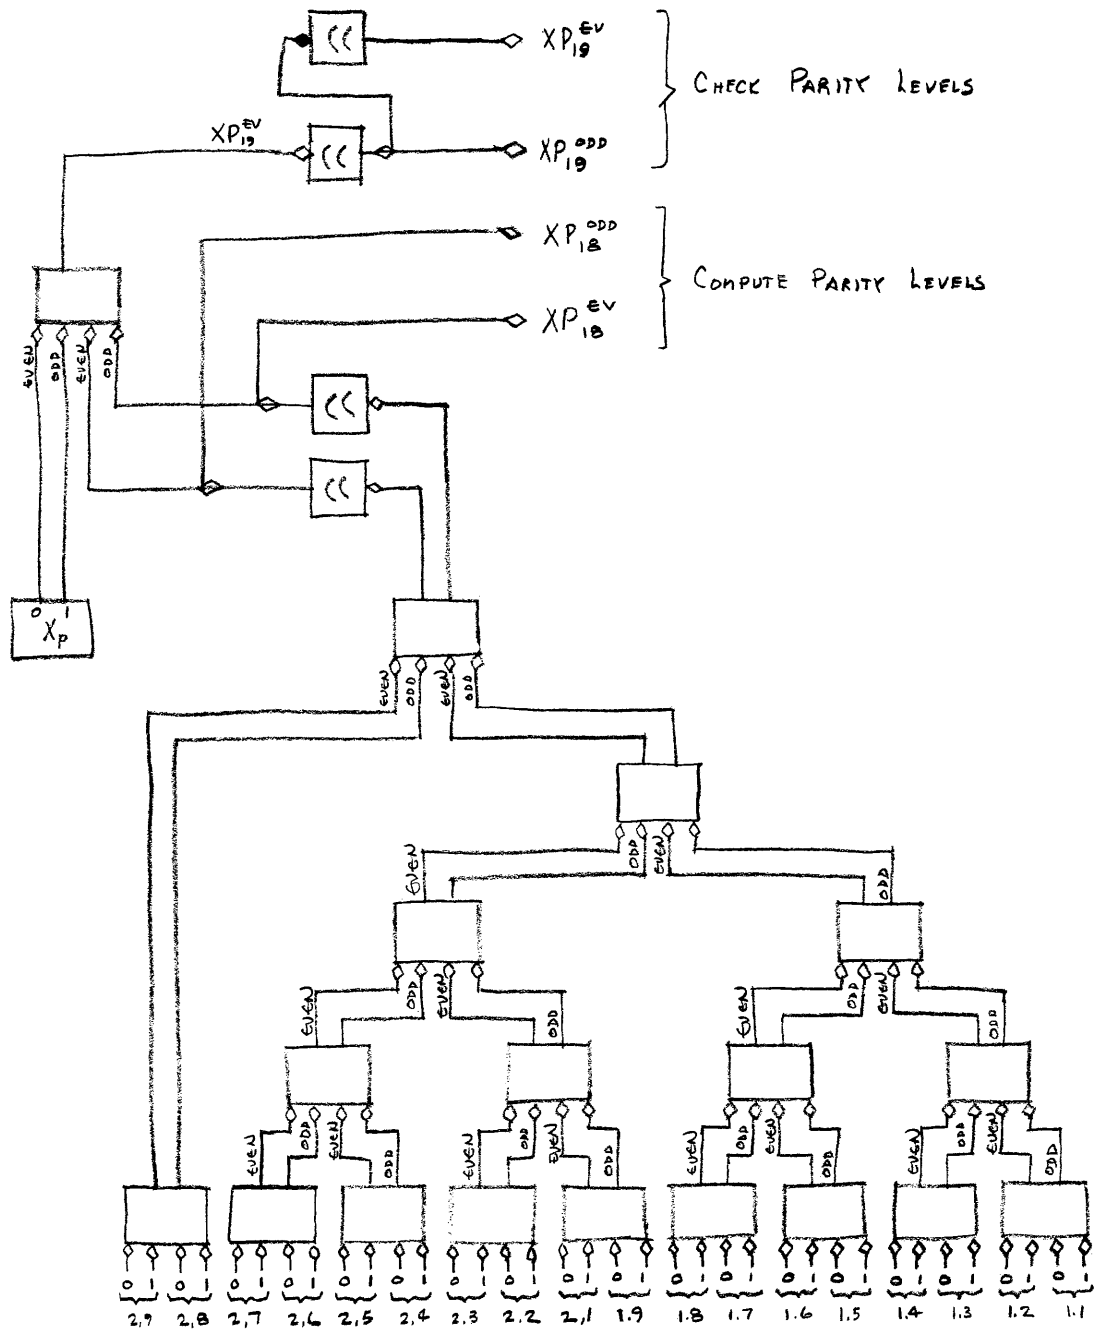 XP19EV
CHECK PARITY LEVELS
XP19EV
XP19ODD
XP18ODD
COMPUTE PARITY LEVELS
XP18EV
EVEN ODD EVEN ODD
0 1
XP
EVEN ODD EVEN ODD
EVEN ODD EVEN ODD
EVEN ODD EVEN ODD EVEN ODD EVEN ODD
EVEN ODD EVEN ODD EVEN ODD EVEN ODD EVEN ODD EVEN ODD EVEN ODD EVEN ODD
0 1 0 1 0 1 0 1 0 1 0 1 0 1 0 1 0 1 0 1 0 1 0 1 0 1 0 1 0 1 0 1 0 1 0 1
2,9 2,8 2,7 2,6 2,5 2,4 2,3 2.2 2,1 1.9 1.8 1.7 1.6 1.5 1.4 1.3 1.2 1.1